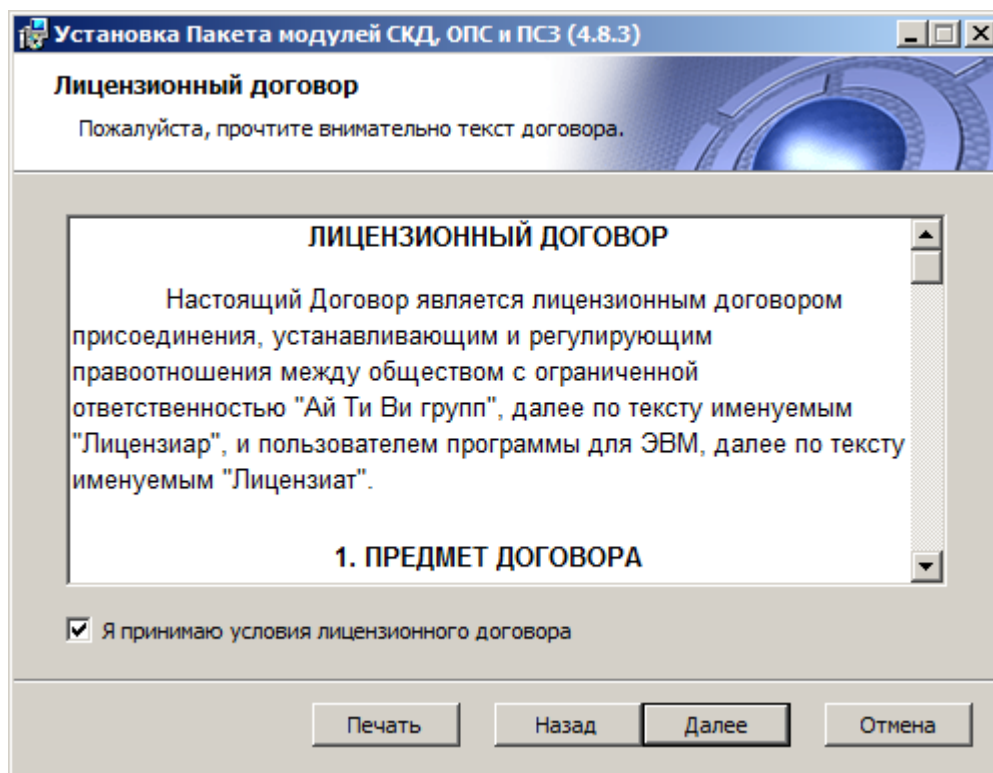 Установка Пакета модулей СКД, ОПС и ПСЗ (4.8.3)
Лицензионный договор
Пожалуйста, прочтите внимательно текст договора.
ЛИЦЕНЗИОННЫЙ ДОГОВОР
Настоящий Договор является лицензионным договором
присоединения, устанавливающим и регулирующим
правоотношения между обществом с ограниченной
ответственностью "Ай Ти Ви групп", далее по тексту именуемым
"Лицензиар", и пользователем программы для ЭВМ, далее по тексту
именуемым "Лицензиат".
1. ПРЕДМЕТ ДОГОВОРА
Я принимаю условия лицензионного договора
Печать Назад Далее Отмена